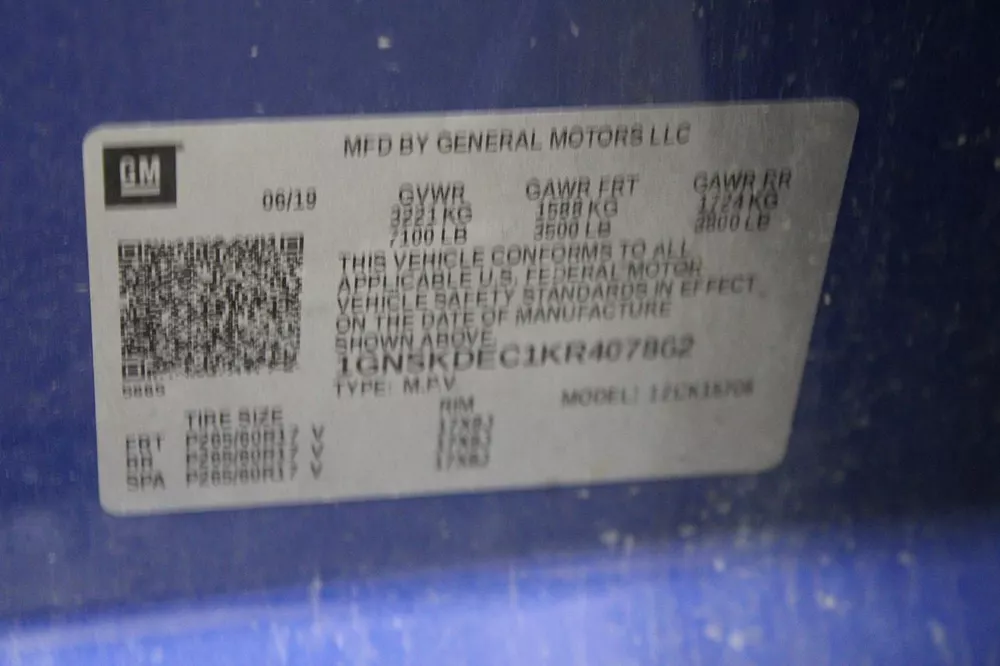 MFD BY GENERAL MOTORS LLC
GM
06/19
GVWR GAWR FRT GAWR RR
3221 KG 1588 KG 1724 KG
7100 LB 3500 LB 3800 LB
THIS VEHICLE CONFORMS TO ALL
APPLICABLE U.S. FEDERAL MOTOR
VEHICLE SAFETY STANDARDS IN EFFECT
ON THE DATE OF MANUFACTURE
SHOWN ABOVE.
1GNSKDEC1KR407862
TYPE: M.P.V.
MODEL:
TIRE SIZE RIM
FRT P265/60R17 V 17X8J
RR P265/60R17 V 17X8J
SPA P265/60R17 V 17X8J